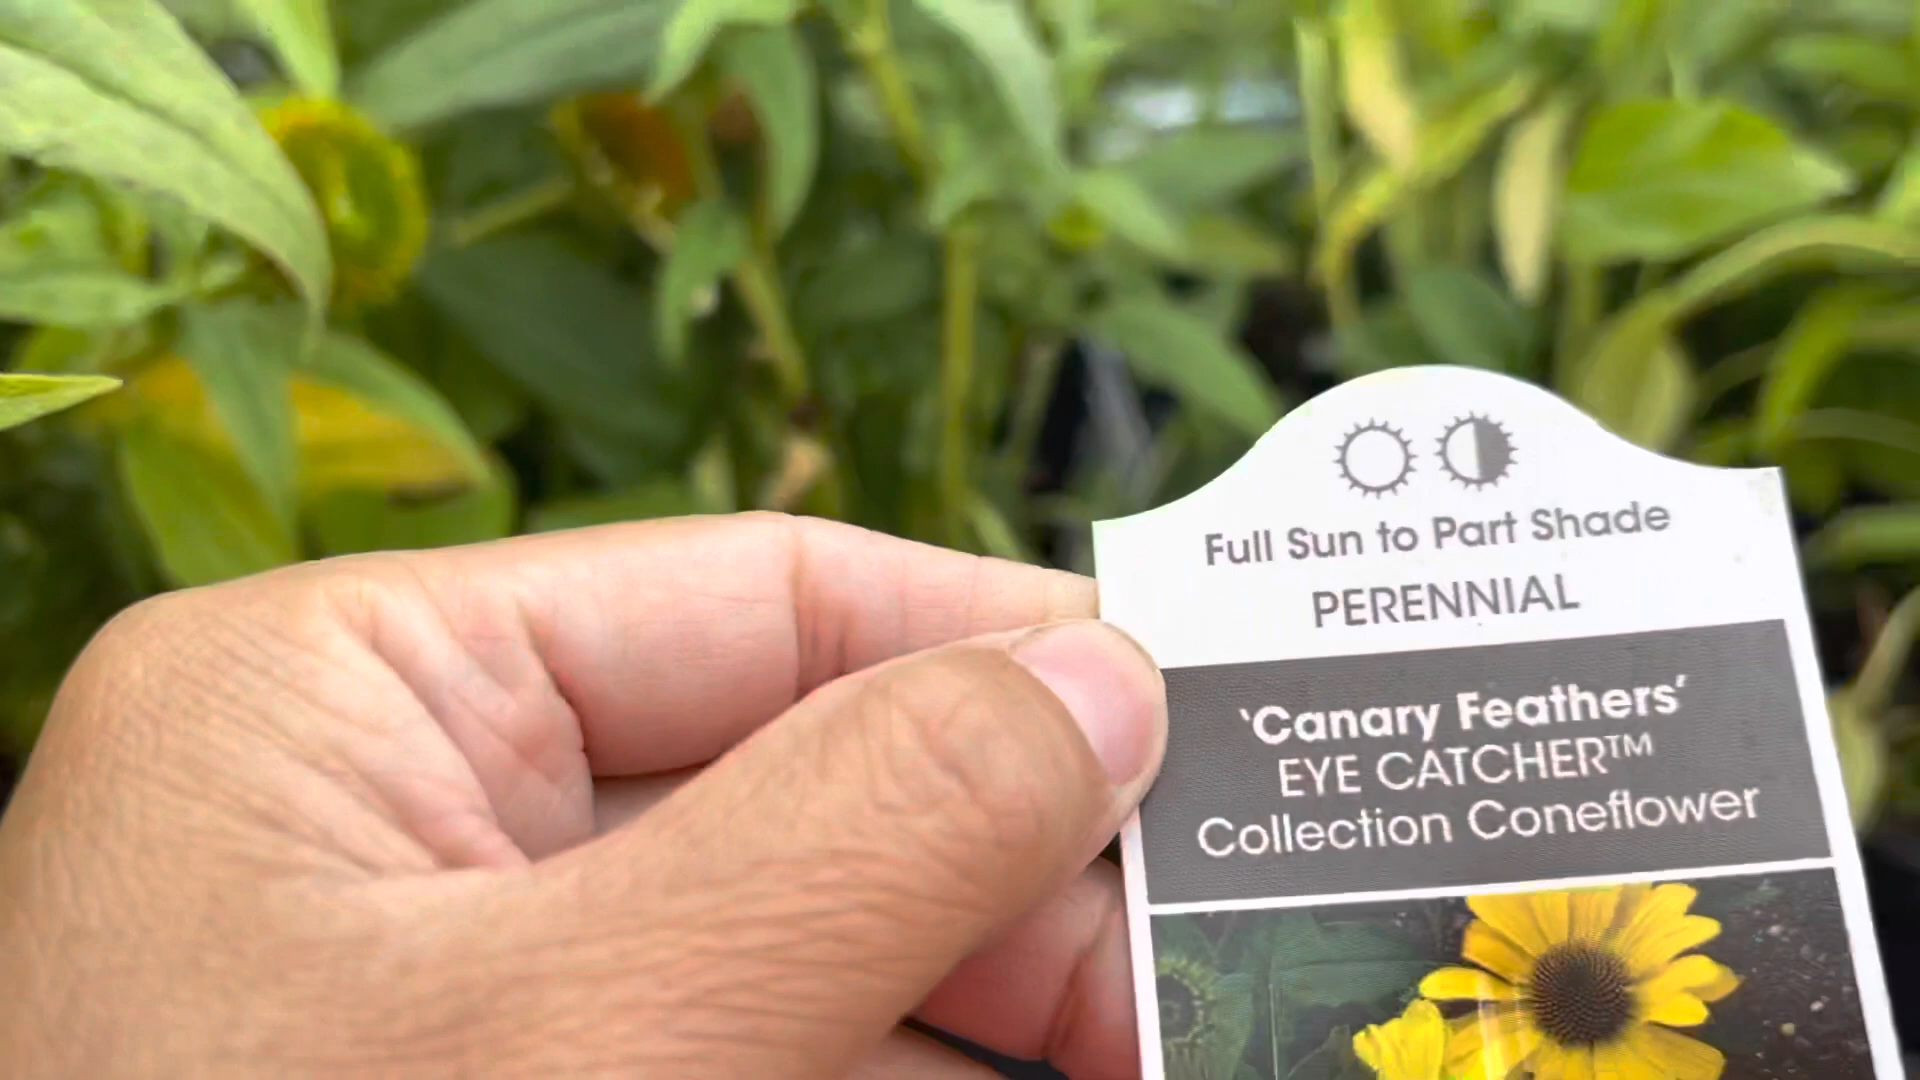 Full Sun to Part Shade
PERENNIAL
‘Canary Feathers’
EYE CATCHER™
Collection Coneflower